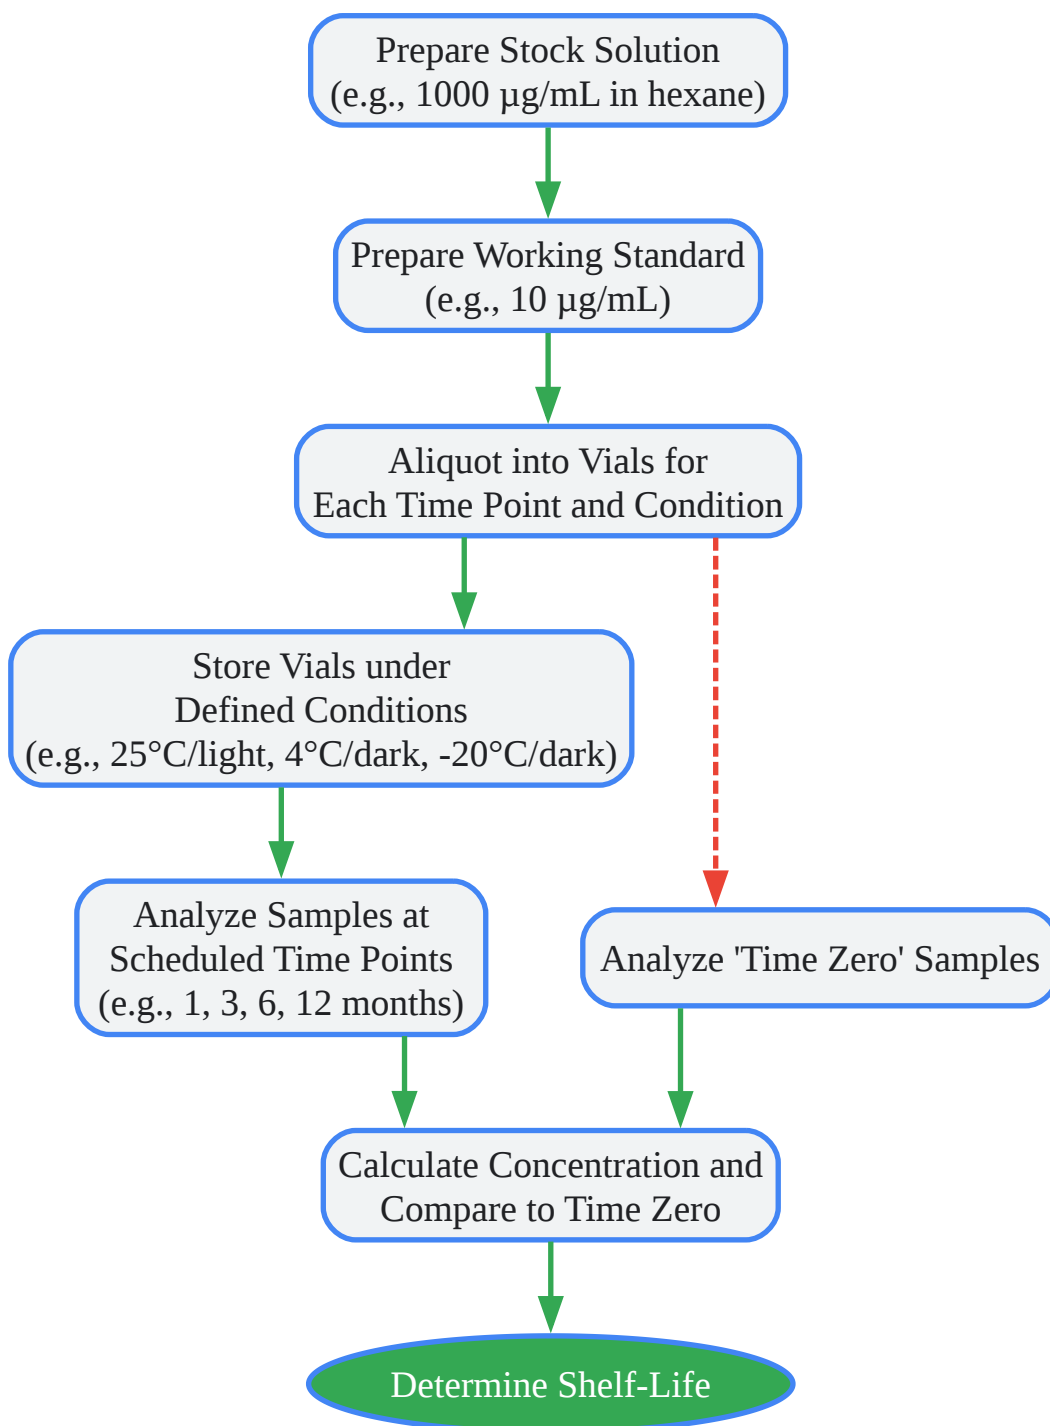 Prepare Stock Solution
(e.g., 1000 µg/mL in hexane)
Prepare Working Standard
(e.g., 10 µg/mL)
Aliquot into Vials for
Each Time Point and Condition
Store Vials under
Defined Conditions
(e.g., 25°C/light, 4°C/dark, -20°C/dark)
Analyze Samples at
Scheduled Time Points
(e.g., 1, 3, 6, 12 months)
Analyze 'Time Zero' Samples
Calculate Concentration and
Compare to Time Zero
Determine Shelf-Life